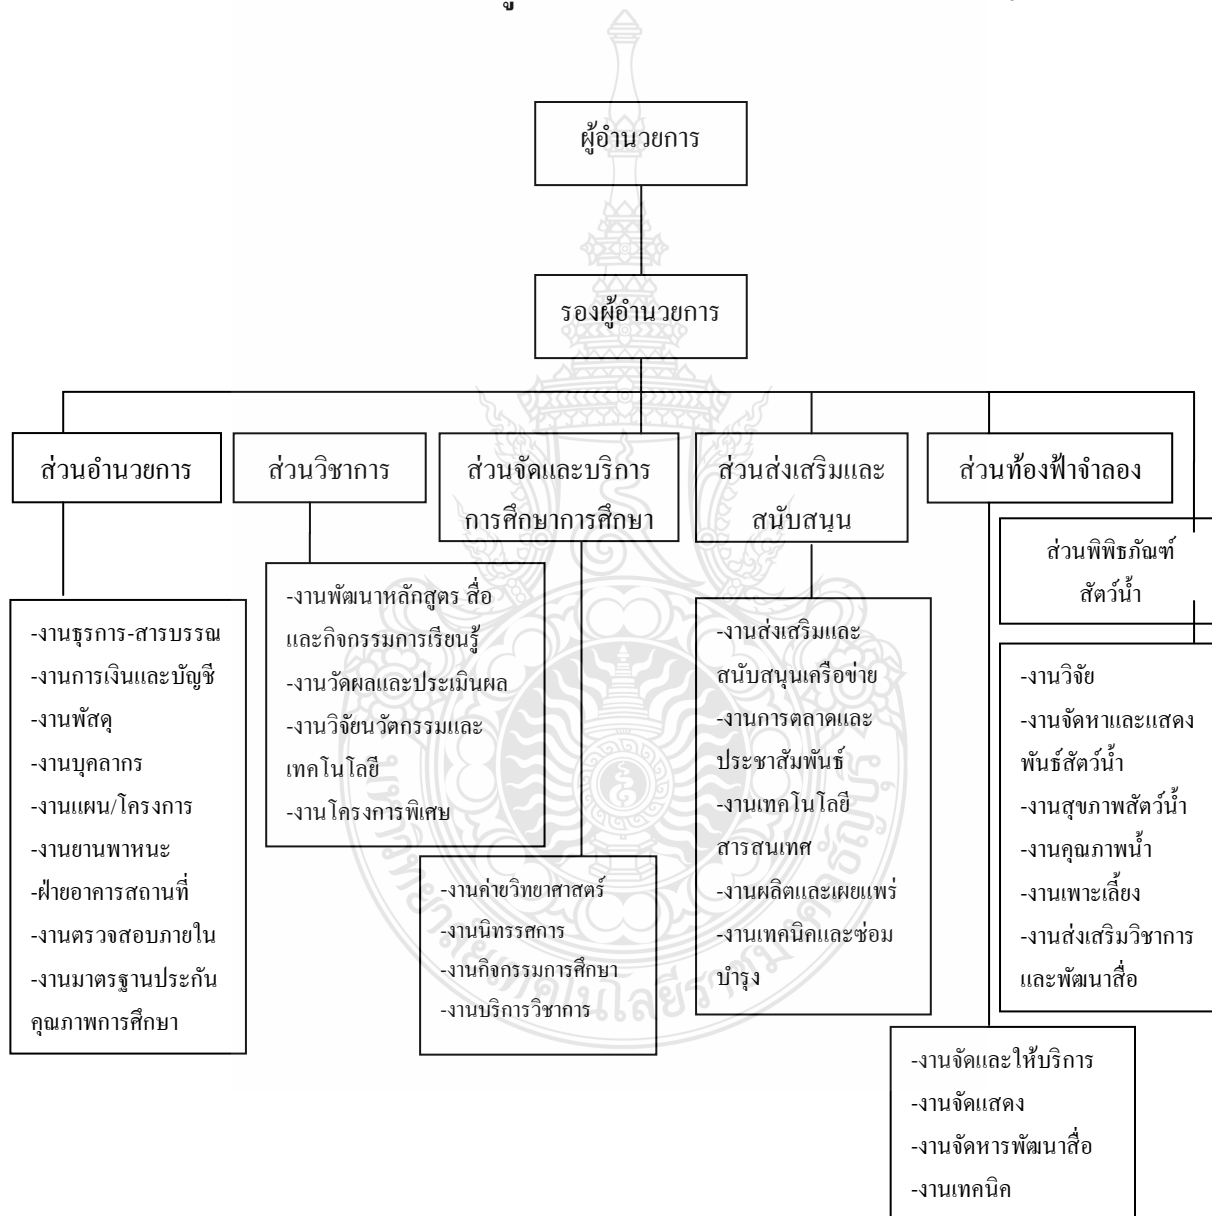 ผู้อำนวยการ
รองผู้อำนวยการ
ส่วนอำนวยการ
ส่วนวิชาการ
ส่วนจัดและบริการ
การศึกษาการศึกษา
ส่วนส่งเสริมและ
สนับสนุน
ส่วนท้องฟ้าจำลอง
ส่วนพิพิธภัณฑ์
สัตว์น้ำ
-งานธุรการ-สารบรรณ
-งานการเงินและบัญชี
-งานพัสดุ
-งานบุคลากร
-งานแผน/โครงการ
-งานยานพาหนะ
-ฝ่ายอาคารสถานที่
-งานตรวจสอบภายใน
-งานมาตรฐานประกัน
คุณภาพการศึกษา
-งานพัฒนาหลักสูตร สื่อ
และกิจกรรมการเรียนรู้
-งานวัดผลและประเมินผล
-งานวิจัยนวัตกรรมและ
เทคโนโลยี
-งานโครงการพิเศษ
-งานค่ายวิทยาศาสตร์
-งานนิทรรศการ
-งานกิจกรรมการศึกษา
-งานบริการวิชาการ
-งานส่งเสริมและ
สนับสนุนเครือข่าย
-งานการตลาดและ
ประชาสัมพันธ์
-งานเทคโนโลยี
สารสนเทศ
-งานผลิตและเผยแพร่
-งานเทคนิคและซ่อม
บำรุง
-งานวิจัย
-งานจัดหาและแสดง
พันธ์สัตว์น้ำ
-งานสุขภาพสัตว์น้ำ
-งานคุณภาพน้ำ
-งานเพาะเลี้ยง
-งานส่งเสริมวิชาการ
และพัฒนาสื่อ
-งานจัดและให้บริการ
-งานจัดแสดง
-งานจัดหารพัฒนาสื่อ
-งานเทคนิค
มหาวิทยาลัยเทคโนโลยีราชมงคลธัญบุรี